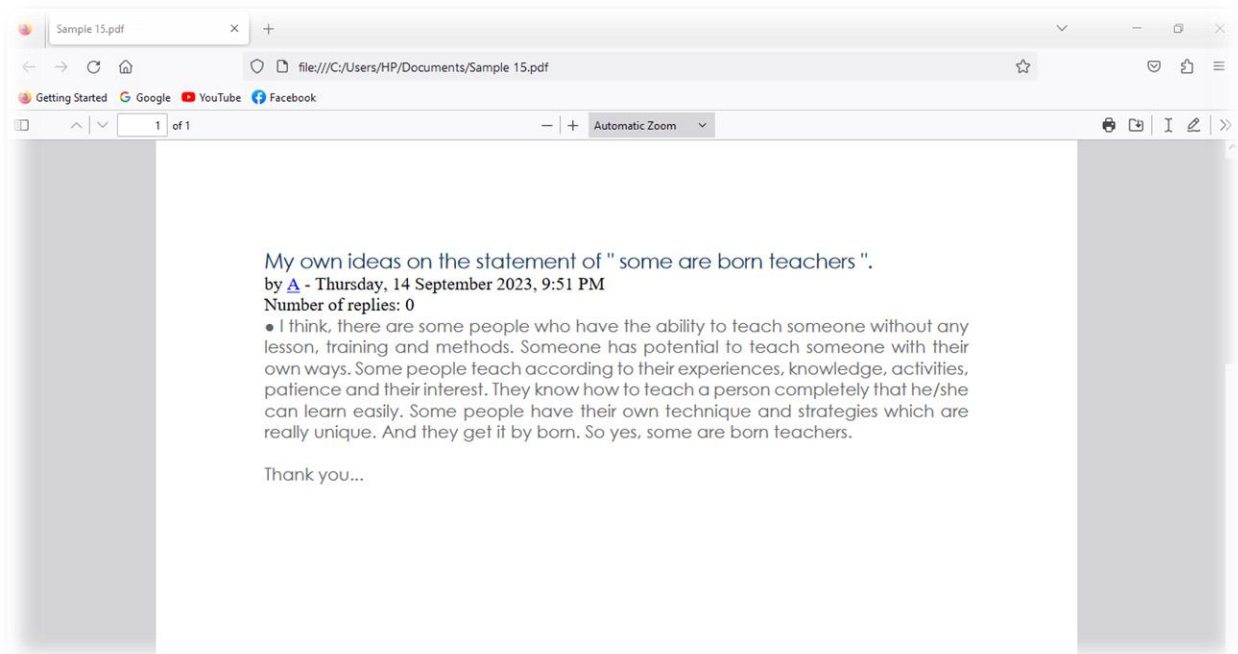 Sample 15.pdf
file:///C:/Users/HP/Documents/Sample 15.pdf
Getting Started Google YouTube Facebook
1 of 1 Automatic Zoom
My own ideas on the statement of " some are born teachers ".
by A - Thursday, 14 September 2023, 9:51 PM
Number of replies: 0
● I think, there are some people who have the ability to teach someone without any
lesson, training and methods. Someone has potential to teach someone with their
own ways. Some people teach according to their experiences, knowledge, activities,
patience and their interest. They know how to teach a person completely that he/she
can learn easily. Some people have their own technique and strategies which are
really unique. And they get it by born. So yes, some are born teachers.
Thank you...